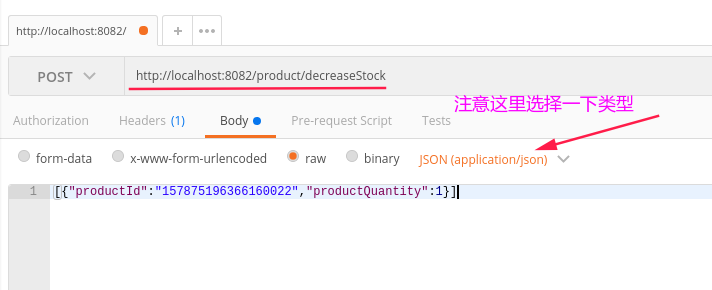 http://localhost:8082/
POST http://localhost:8082/product/decreaseStock
注意这里选择一下类型
Authorization Headers (1) Body Pre-request Script Tests
form-data x-www-form-urlencoded raw binary JSON (application/json)
1 [{"productId":"157875196366160022","productQuantity":1}]